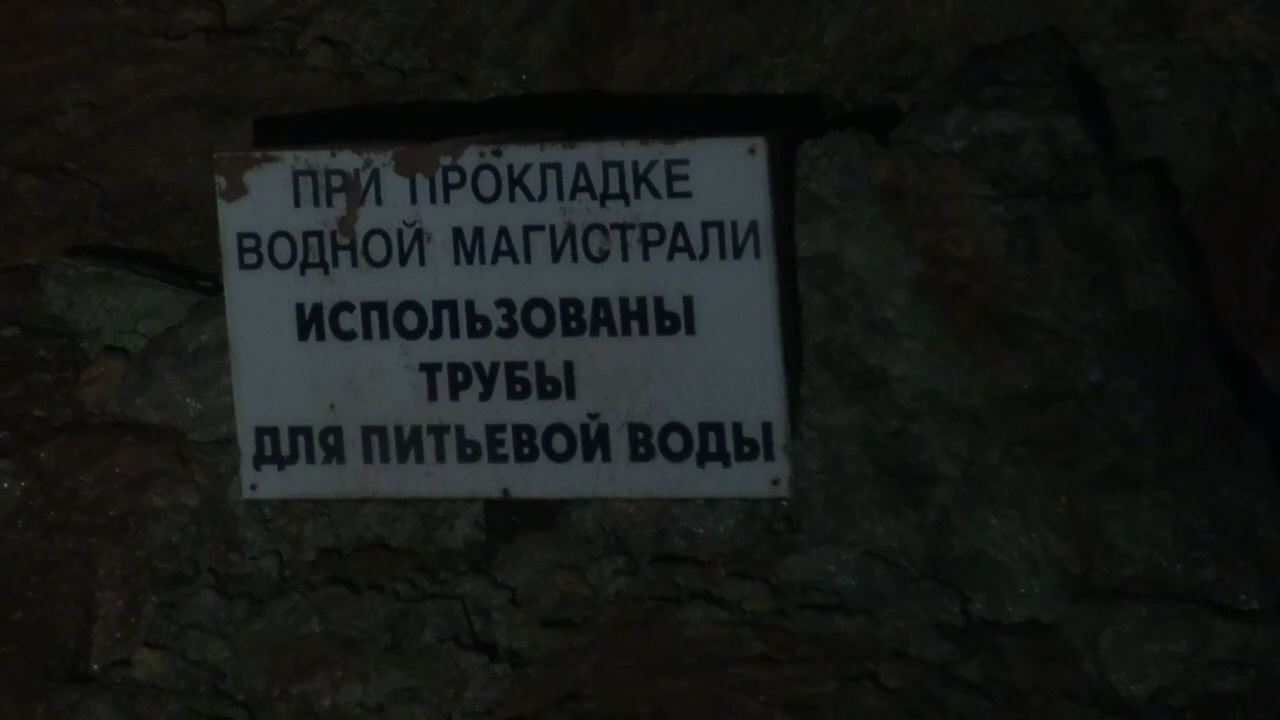 ПРИ ПРОКЛАДКЕ
ВОДНОЙ МАГИСТРАЛИ
ИСПОЛЬЗОВАНЫ
ТРУБЫ
ДЛЯ ПИТЬЕВОЙ ВОДЫ